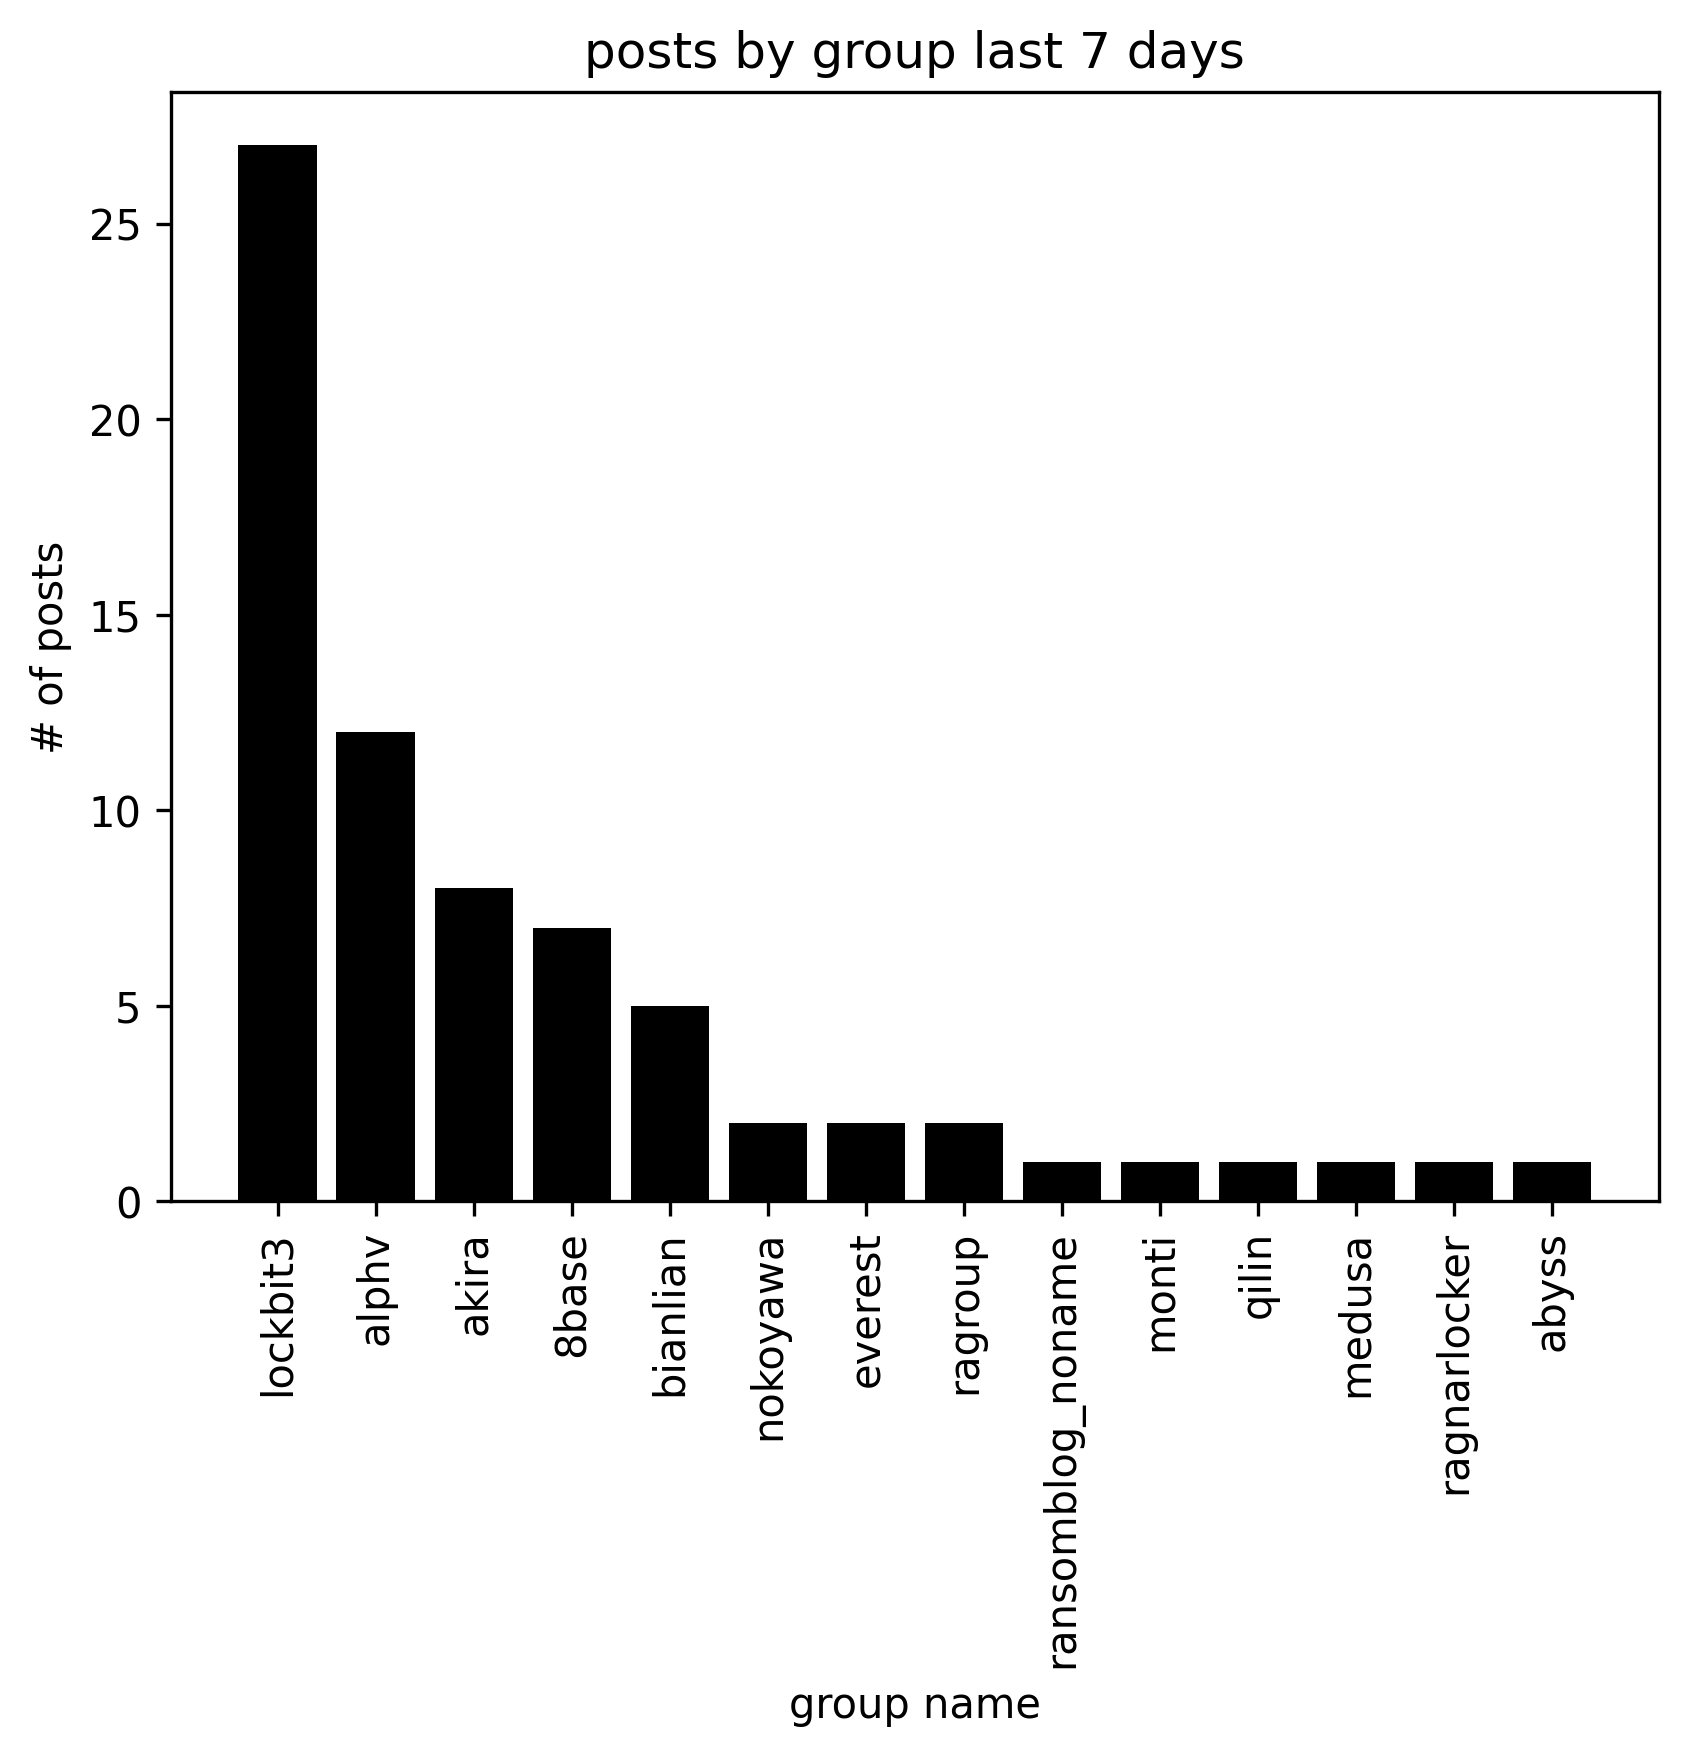 posts by group last 7 days
# of posts
25
20
15
10
5
0
lockbit3
alphv
akira
8base
bianlian
nokoyawa
everest
ragroup
ransomblog_noname
monti
qilin
medusa
ragnarlocker
abyss
group name